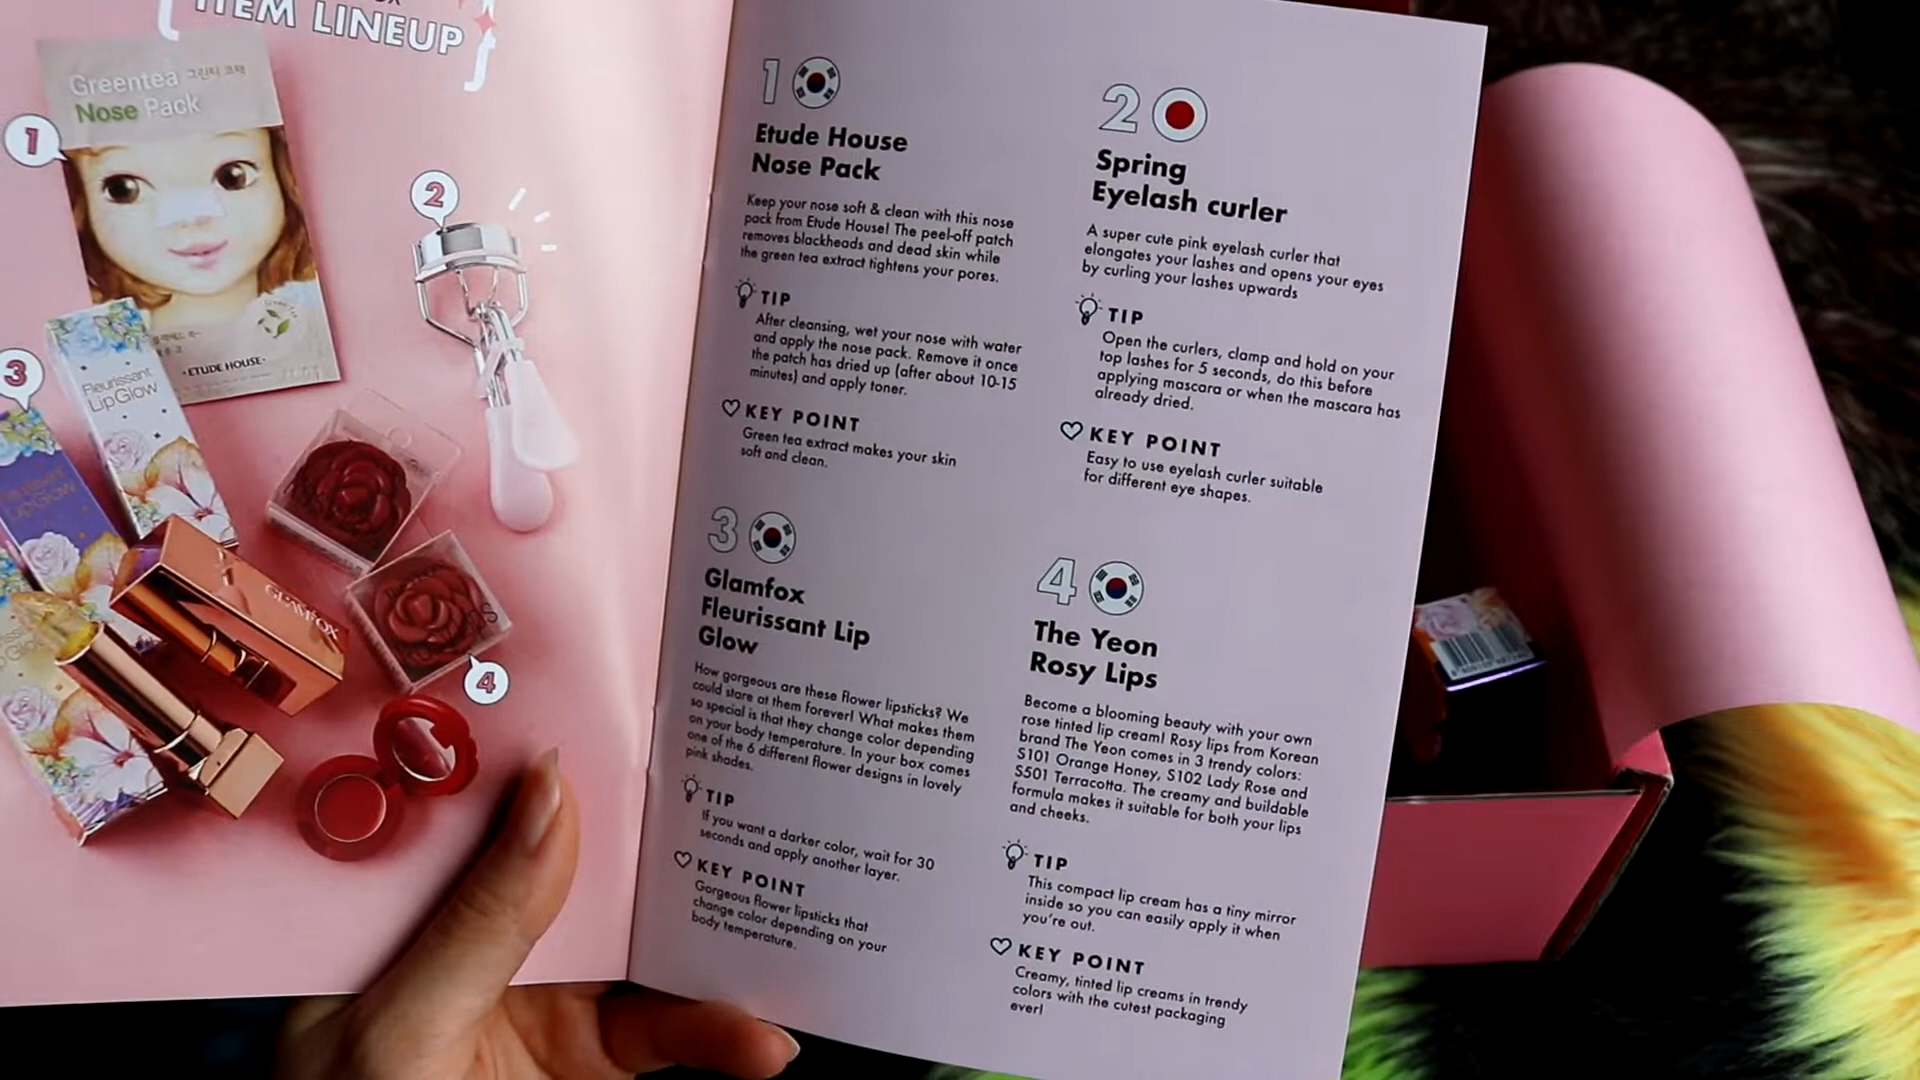 ITEM LINEUP
Greentea 그린티 코팩
Nose Pack
1
ETUDE HOUSE
2
3
Fleurissant
Lip Glow
GLAMFOX
4
1
Etude House
Nose Pack
Keep your nose soft & clean with this nose
pack from Etude House! The peel-off patch
removes blackheads and dead skin while
the green tea extract tightens your pores.
TIP
After cleansing, wet your nose with water
and apply the nose pack. Remove it once
the patch has dried up (after about 10-15
minutes) and apply toner.
KEY POINT
Green tea extract makes your skin
soft and clean.
2
Spring
Eyelash curler
A super cute pink eyelash curler that
elongates your lashes and opens your eyes
by curling your lashes upwards
TIP
Open the curlers, clamp and hold on your
top lashes for 5 seconds, do this before
applying mascara or when the mascara has
already dried.
KEY POINT
Easy to use eyelash curler suitable
for different eye shapes.
3
Glamfox
Fleurissant Lip
Glow
How gorgeous are these flower lipsticks? We
could stare at them forever! What makes them
so special is that they change color depending
on your body temperature. In your box comes
one of the 6 different flower designs in lovely
pink shades.
TIP
If you want a darker color, wait for 30
seconds and apply another layer.
KEY POINT
Gorgeous flower lipsticks that
change color depending on your
body temperature.
4
The Yeon
Rosy Lips
Become a blooming beauty with your own
rose tinted lip cream! Rosy lips from Korean
brand The Yeon comes in 3 trendy colors:
S101 Orange Honey, S102 Lady Rose and
S501 Terracotta. The creamy and buildable
formula makes it suitable for both your lips
and cheeks.
TIP
This compact lip cream has a tiny mirror
inside so you can easily apply it when
you're out.
KEY POINT
Creamy, tinted lip creams in trendy
colors with the cutest packaging
ever!